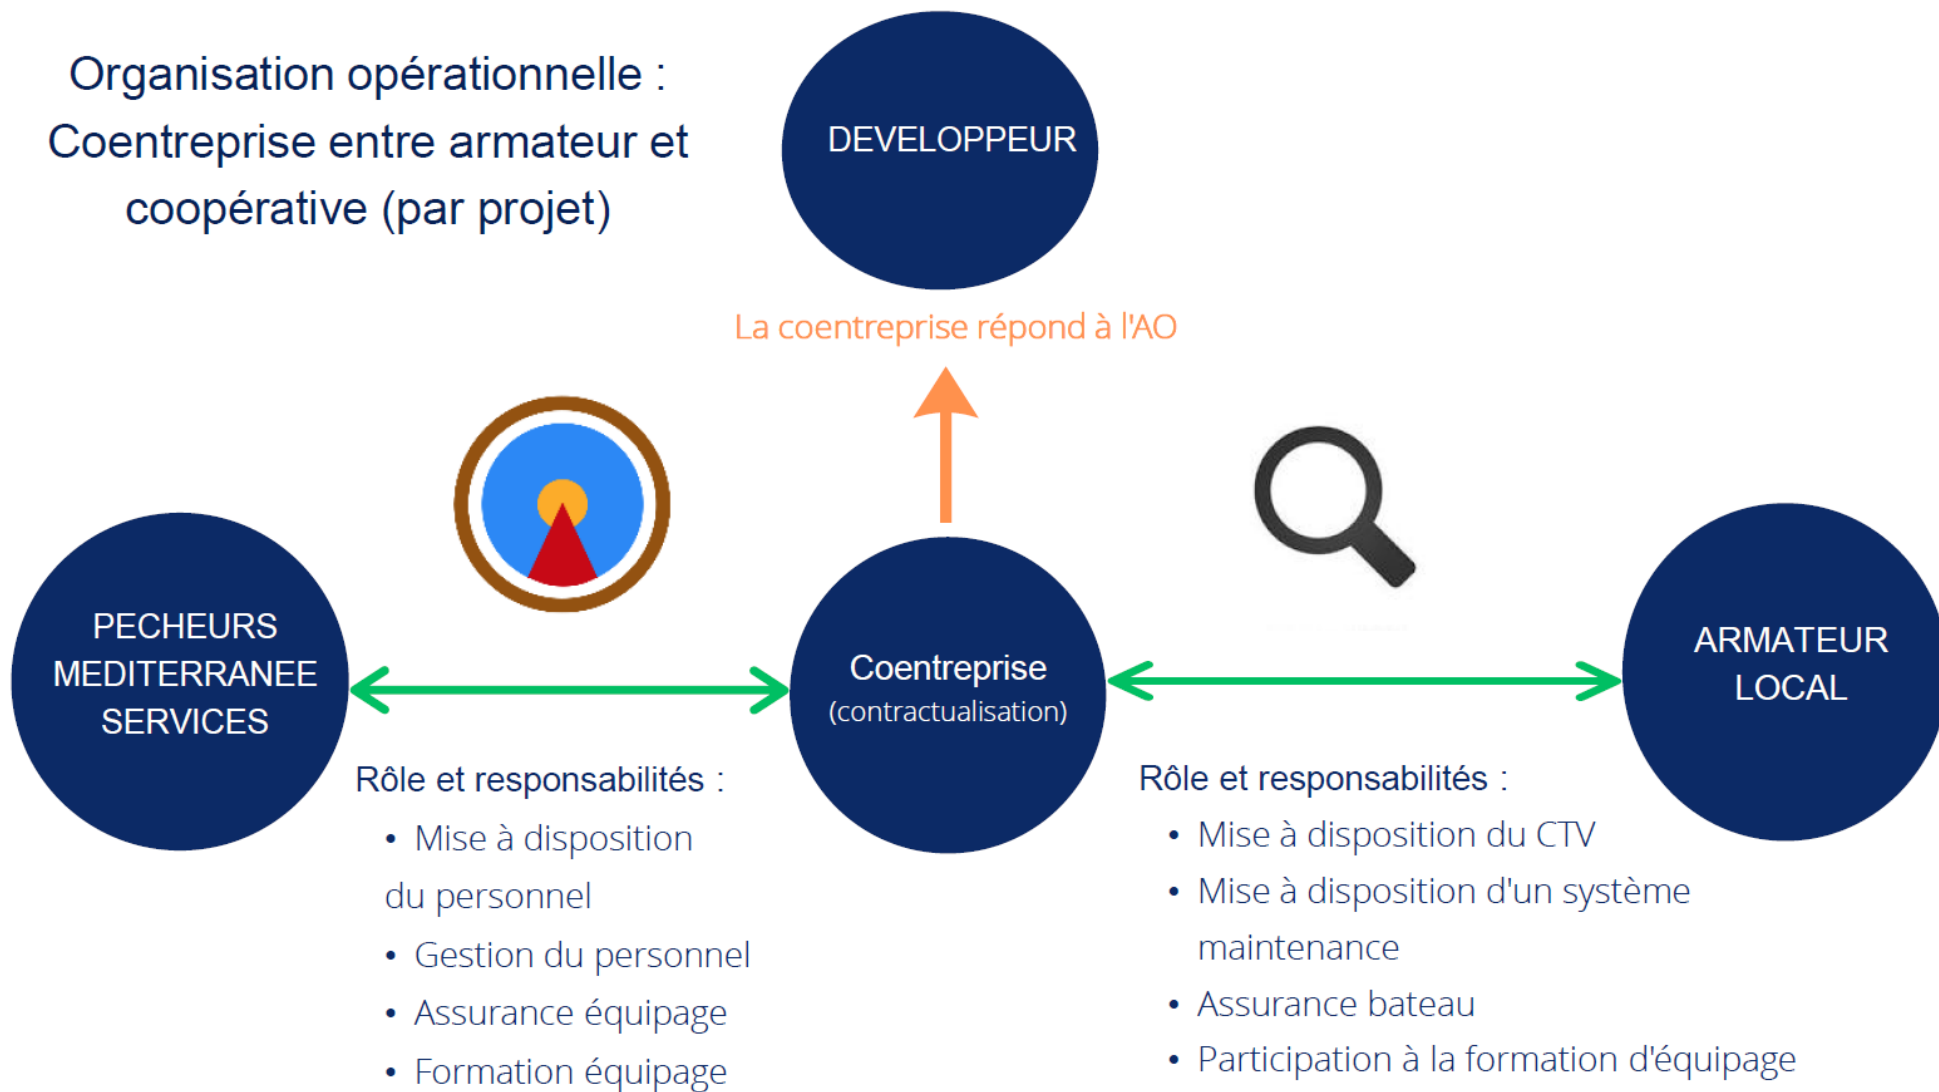 Organisation opérationnelle :
Coentreprise entre armateur et
coopérative (par projet)
DEVELOPPEUR
La coentreprise répond à l'AO
PECHEURS
MEDITERRANEE
SERVICES
Coentreprise
(contractualisation)
ARMATEUR
LOCAL
Rôle et responsabilités :
• Mise à disposition
du personnel
• Gestion du personnel
• Assurance équipage
• Formation équipage
Rôle et responsabilités :
• Mise à disposition du CTV
• Mise à disposition d'un système
maintenance
• Assurance bateau
• Participation à la formation d'équipage